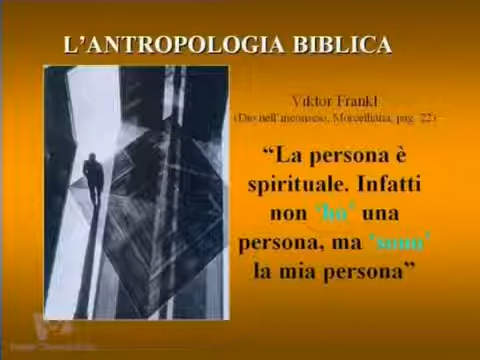 L'ANTROPOLOGIA BIBLICA
Viktor Frankl
(Dio nell'inconscio, Morcelliana, pag. 22)
“La persona è
spirituale. Infatti
non ‘ho’ una
persona, ma ‘sono’
la mia persona”